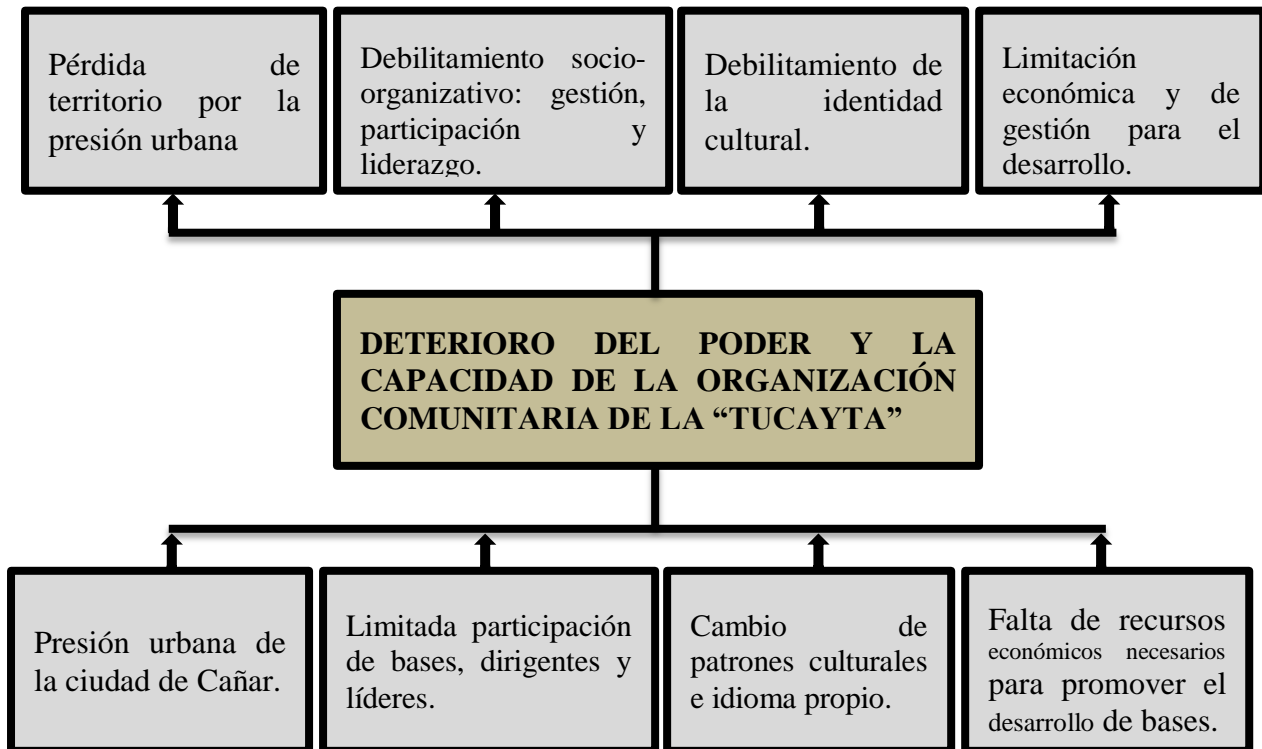 Pérdida de
territorio por la
presión urbana
Debilitamiento socio-
organizativo: gestión,
participación y
liderazgo.
Debilitamiento de
la identidad
cultural.
Limitación
económica y de
gestión para el
desarrollo.
DETERIORO DEL PODER Y LA
CAPACIDAD DE LA ORGANIZACIÓN
COMUNITARIA DE LA “TUCAYTA”
Presión urbana de
la ciudad de Cañar.
Limitada participación
de bases, dirigentes y
líderes.
Cambio de
patrones culturales
e idioma propio.
Falta de recursos
económicos necesarios
para promover el
desarrollo de bases.